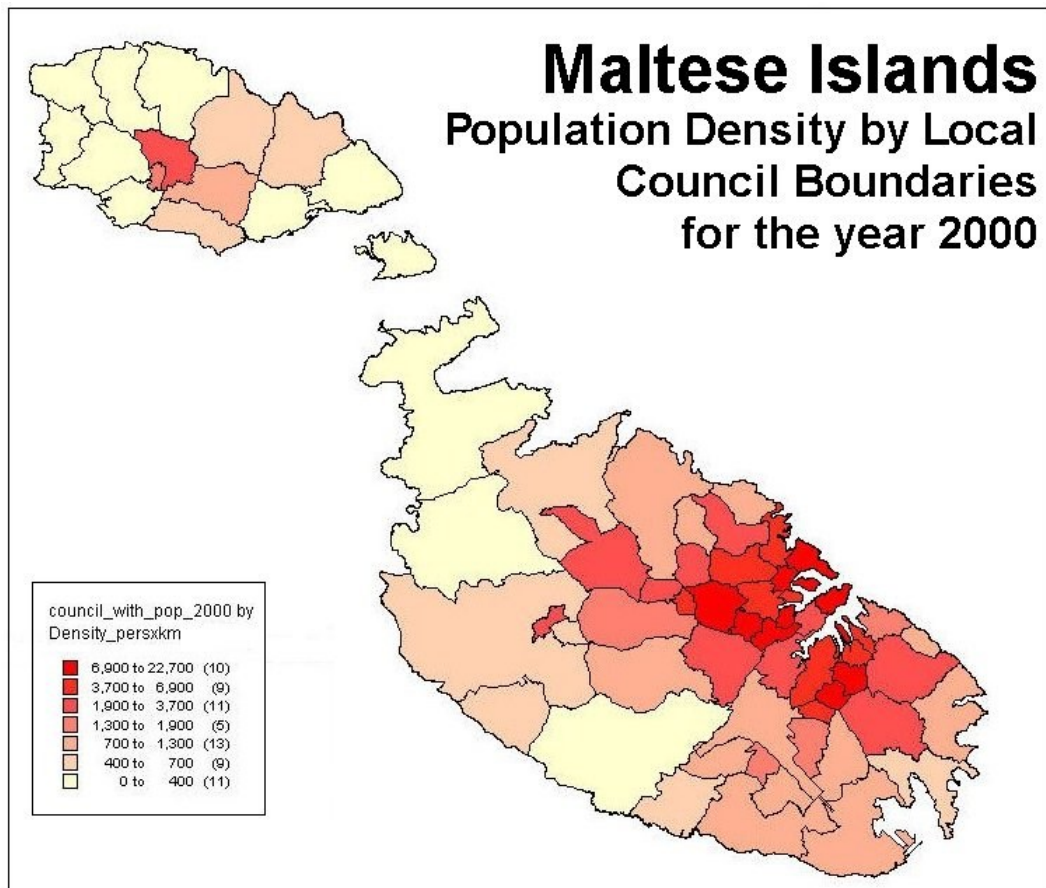 Maltese Islands
Population Density by Local
Council Boundaries
for the year 2000
council_with_pop_2000 by
Density_persxkm
6,900 to 22,700 (10)
3,700 to 6,900 (9)
1,900 to 3,700 (11)
1,300 to 1,900 (5)
700 to 1,300 (13)
400 to 700 (9)
0 to 400 (11)